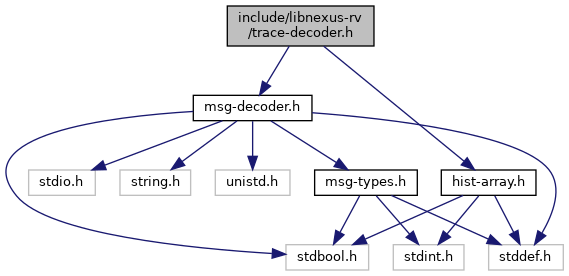 include/libnexus-rv
/trace-decoder.h
msg-decoder.h
stdio.h
string.h
unistd.h
msg-types.h
hist-array.h
stdbool.h
stdint.h
stddef.h